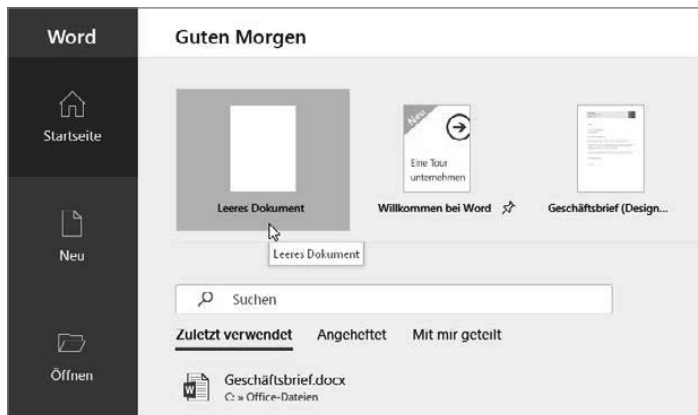 Word
Guten Morgen
Startseite
Neu
Öffnen
Neu
Eine Tour
unternehmen
Leeres Dokument
Willkommen bei Word
Geschäftsbrief (Design...
Leeres Dokument
Suchen
Zuletzt verwendet Angeheftet Mit mir geteilt
Geschäftsbrief.docx
C: » Office-Dateien